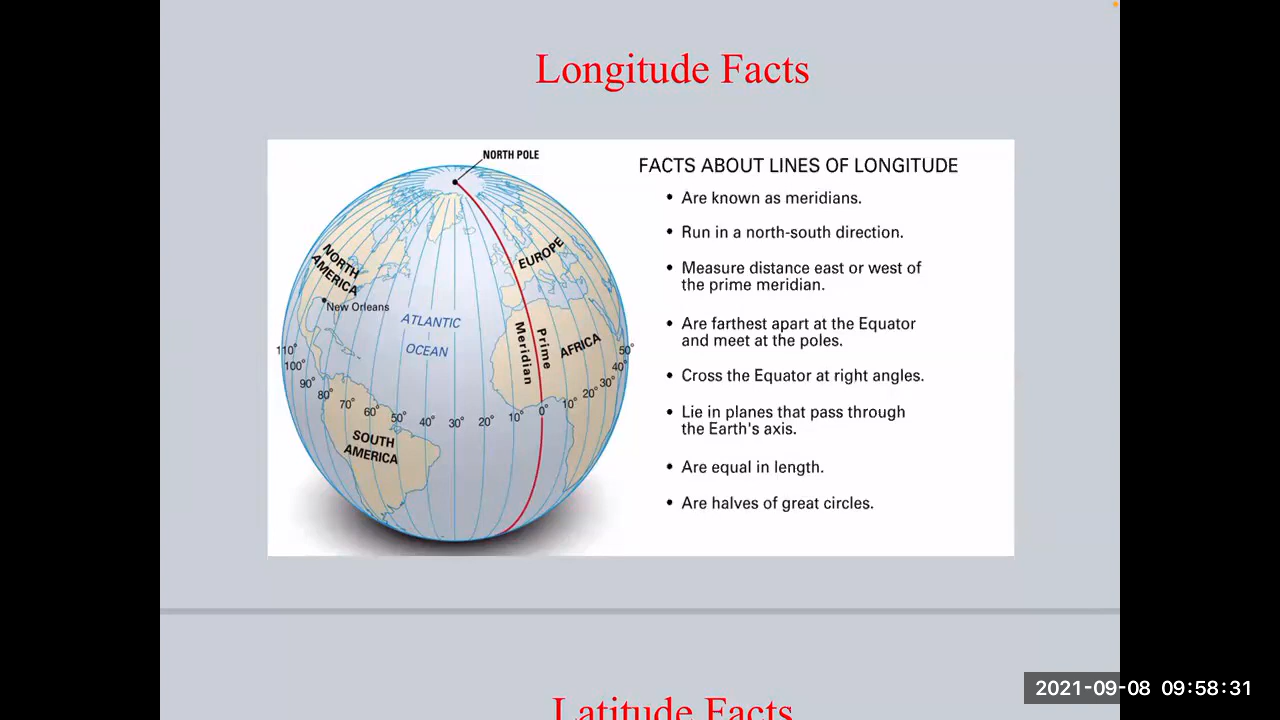 Longitude Facts
NORTH POLE
FACTS ABOUT LINES OF LONGITUDE
• Are known as meridians.
• Run in a north-south direction.
• Measure distance east or west of
the prime meridian.
• Are farthest apart at the Equator
and meet at the poles.
• Cross the Equator at right angles.
• Lie in planes that pass through
the Earth's axis.
• Are equal in length.
• Are halves of great circles.
NORTH
AMERICA
EUROPE
New Orleans
ATLANTIC
OCEAN
Prime
Meridian
AFRICA
110° 100° 90° 80° 70° 60° 50° 40° 30° 20° 10° 0° 10° 20° 30° 40° 50°
SOUTH
AMERICA
2021-09-08 09:58:31
Latitude Facts